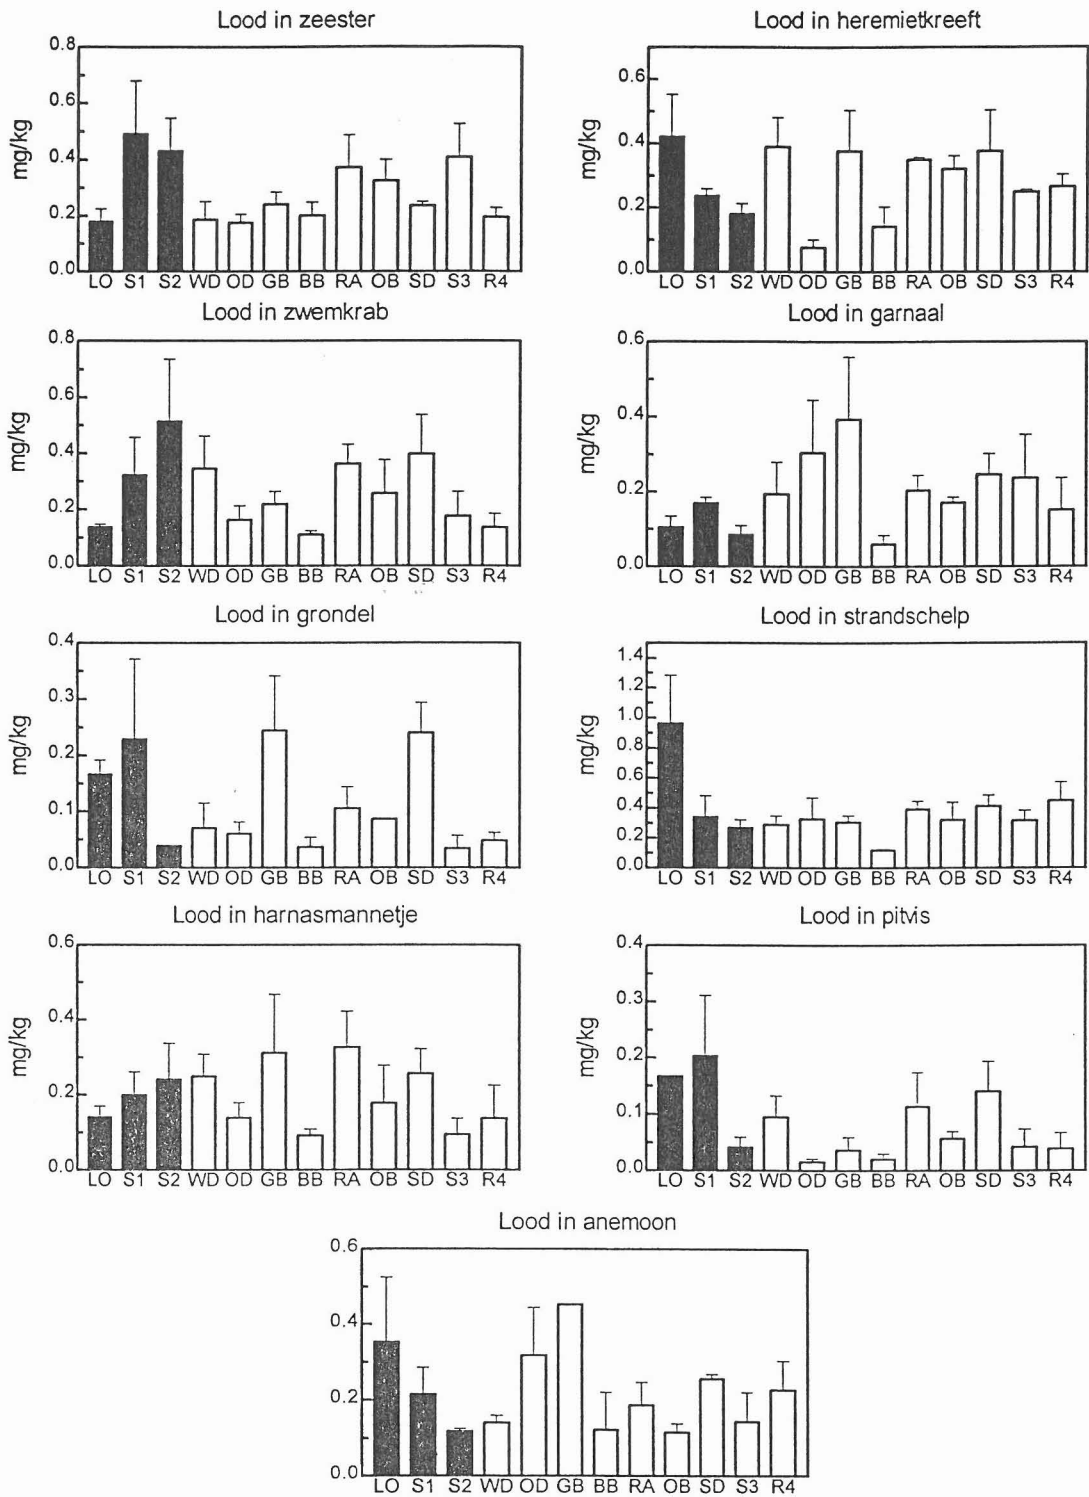 Lood in zeester
mg/kg
0.8
0.6
0.4
0.2
0.0
LO S1 S2 WD OD GB BB RA OB SD S3 R4
Lood in heremietkreeft
mg/kg
0.6
0.4
0.2
0.0
LO S1 S2 WD OD GB BB RA OB SD S3 R4
Lood in zwemkrab
mg/kg
0.8
0.6
0.4
0.2
0.0
LO S1 S2 WD OD GB BB RA OB SD S3 R4
Lood in garnaal
mg/kg
0.6
0.4
0.2
0.0
LO S1 S2 WD OD GB BB RA OB SD S3 R4
Lood in grondel
mg/kg
0.4
0.3
0.2
0.1
0.0
LO S1 S2 WD OD GB BB RA OB SD S3 R4
Lood in strandschelp
mg/kg
1.4
1.2
1.0
0.8
0.6
0.4
0.2
0.0
LO S1 S2 WD OD GB BB RA OB SD S3 R4
Lood in harnasmannetje
mg/kg
0.6
0.4
0.2
0.0
LO S1 S2 WD OD GB BB RA OB SD S3 R4
Lood in pitvis
mg/kg
0.4
0.3
0.2
0.1
0.0
LO S1 S2 WD OD GB BB RA OB SD S3 R4
Lood in anemoon
mg/kg
0.6
0.4
0.2
0.0
LO S1 S2 WD OD GB BB RA OB SD S3 R4